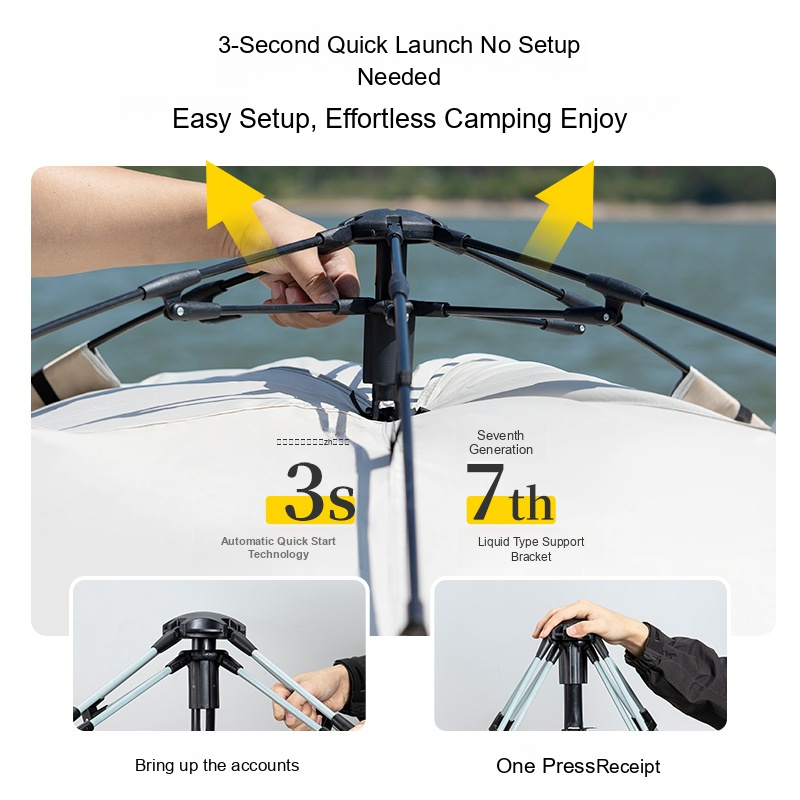 3-Second Quick Launch No Setup
Needed
Easy Setup, Effortless Camping Enjoy
Seventh
Generation
3s
7th
Automatic Quick Start
Technology
Liquid Type Support
Bracket
Bring up the accounts
One PressReceipt